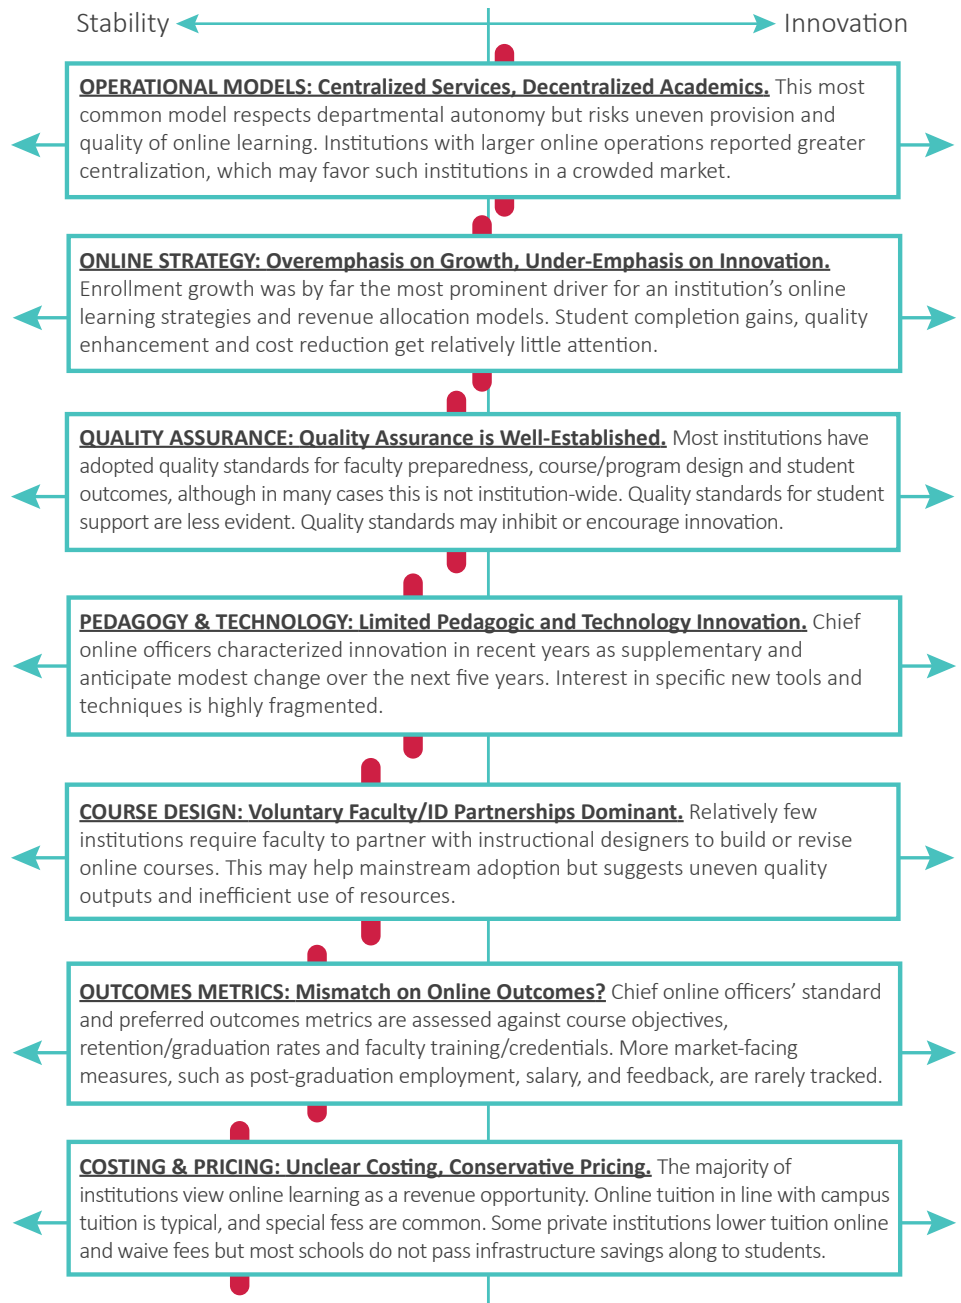 Stability
Innovation
OPERATIONAL MODELS: Centralized Services, Decentralized Academics. This most
common model respects departmental autonomy but risks uneven provision and
quality of online learning. Institutions with larger online operations reported greater
centralization, which may favor such institutions in a crowded market.
ONLINE STRATEGY: Overemphasis on Growth, Under-Emphasis on Innovation.
Enrollment growth was by far the most prominent driver for an institution’s online
learning strategies and revenue allocation models. Student completion gains, quality
enhancement and cost reduction get relatively little attention.
QUALITY ASSURANCE: Quality Assurance is Well-Established. Most institutions have
adopted quality standards for faculty preparedness, course/program design and student
outcomes, although in many cases this is not institution-wide. Quality standards for student
support are less evident. Quality standards may inhibit or encourage innovation.
PEDAGOGY & TECHNOLOGY: Limited Pedagogic and Technology Innovation. Chief
online officers characterized innovation in recent years as supplementary and
anticipate modest change over the next five years. Interest in specific new tools and
techniques is highly fragmented.
COURSE DESIGN: Voluntary Faculty/ID Partnerships Dominant. Relatively few
institutions require faculty to partner with instructional designers to build or revise
online courses. This may help mainstream adoption but suggests uneven quality
outputs and inefficient use of resources.
OUTCOMES METRICS: Mismatch on Online Outcomes? Chief online officers’ standard
and preferred outcomes metrics are assessed against course objectives,
retention/graduation rates and faculty training/credentials. More market-facing
measures, such as post-graduation employment, salary, and feedback, are rarely tracked.
COSTING & PRICING: Unclear Costing, Conservative Pricing. The majority of
institutions view online learning as a revenue opportunity. Online tuition in line with campus
tuition is typical, and special fess are common. Some private institutions lower tuition online
and waive fees but most schools do not pass infrastructure savings along to students.